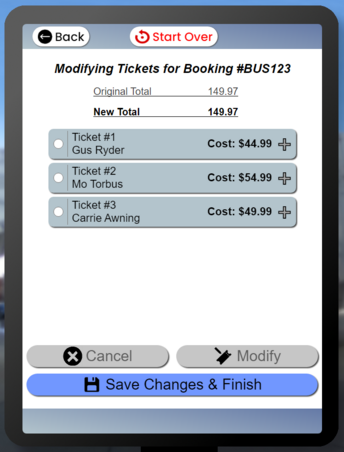 Back
Start Over
Modifying Tickets for Booking #BUS123
Original Total 149.97
New Total 149.97
Ticket #1
Gus Ryder
Cost: $44.99
Ticket #2
Mo Torbus
Cost: $54.99
Ticket #3
Carrie Awning
Cost: $49.99
Cancel
Modify
Save Changes & Finish